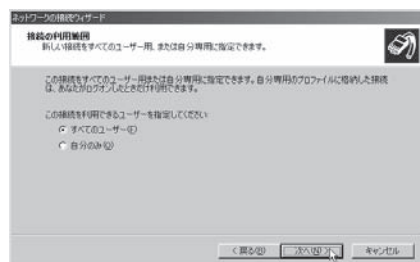 ネットワークの接続ウィザード
接続の利用範囲
新しい接続をすべてのユーザー用、または自分専用に指定できます。
この接続をすべてのユーザー用または自分専用に指定できます。自分専用のプロファイルに格納した接続
は、あなたがログオンしたときだけ利用できます。
この接続を利用できるユーザーを指定してください:
すべてのユーザー(E)
自分のみ(O)
< 戻る(B)
次へ(N) >
キャンセル